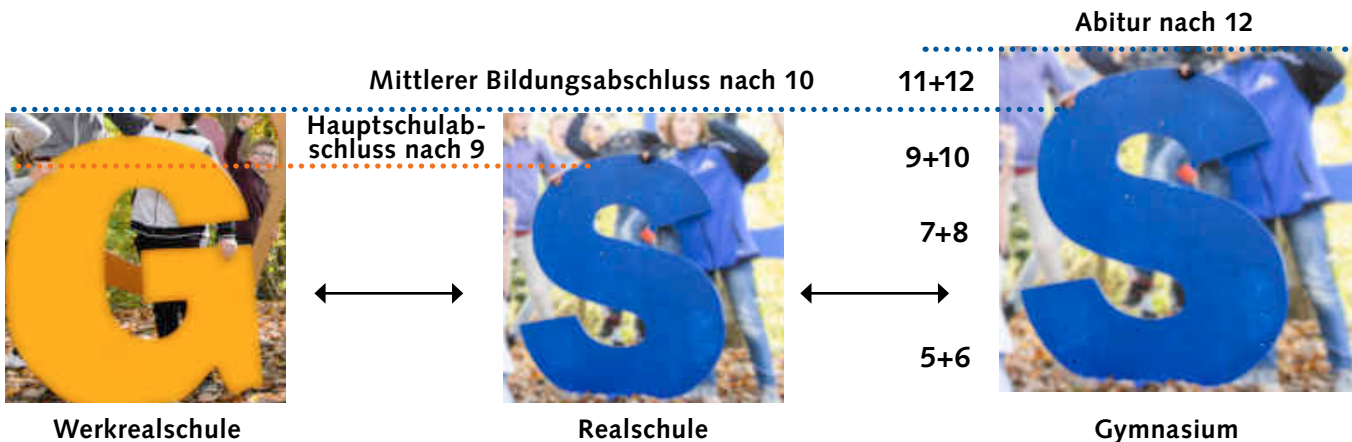 Abitur nach 12
Mittlerer Bildungsabschluss nach 10
11+12
Hauptschulab-
schluss nach 9
9+10
7+8
5+6
G
S
S
Werkrealschule
Realschule
Gymnasium